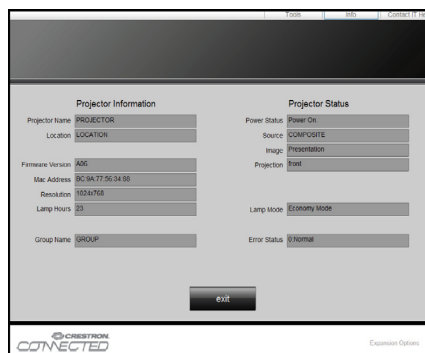 Tools Info Contact IT He
Projector Information
Projector Name PROJECTOR
Location LOCATION
Firmware Version A06
Mac Address BC:9A:77:56:34:68
Resolution 1024x768
Lamp Hours 23
Group Name GROUP
Projector Status
Power Status Power On.
Source COMPOSITE
Image Presentation
Projection front
Lamp Mode Economy Mode
Error Status 0:Normal
exit
CRESTRON
CONNECTED
Expansion Options